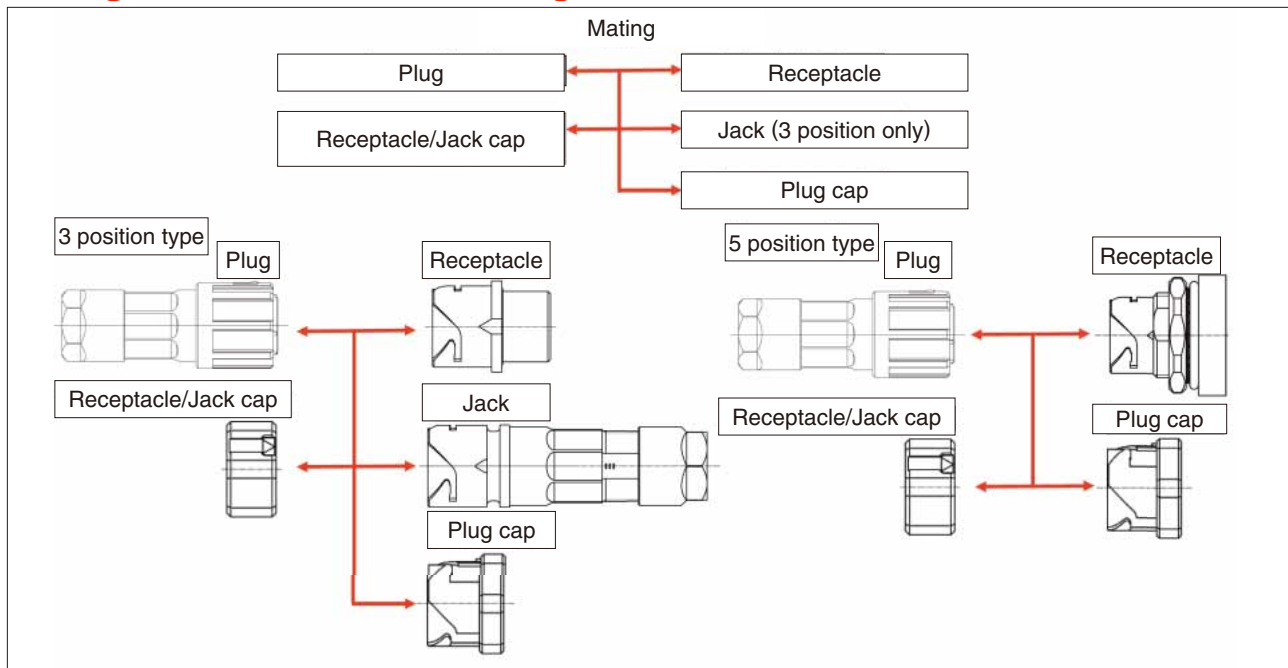 Mating
Plug
Receptacle
Receptacle/Jack cap
Jack (3 position only)
Plug cap
3 position type
Plug
Receptacle
Receptacle/Jack cap
Jack
Plug cap
5 position type
Plug
Receptacle
Receptacle/Jack cap
Plug cap